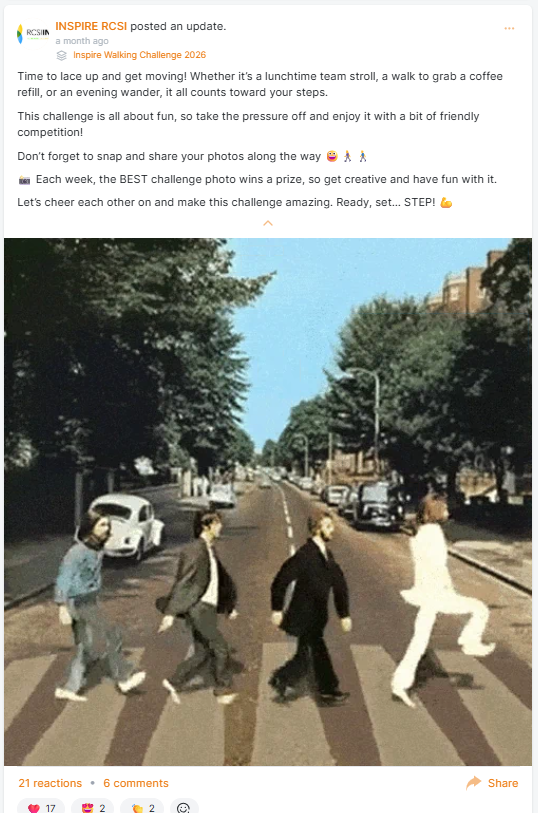 RCSI IN
INSPIRE RCSI posted an update.
a month ago
Inspire Walking Challenge 2026
Time to lace up and get moving! Whether it’s a lunchtime team stroll, a walk to grab a coffee
refill, or an evening wander, it all counts toward your steps.
This challenge is all about fun, so take the pressure off and enjoy it with a bit of friendly
competition!
Don’t forget to snap and share your photos along the way 😀 🚶 🚶
📷 Each week, the BEST challenge photo wins a prize, so get creative and have fun with it.
Let’s cheer each other on and make this challenge amazing. Ready, set… STEP! 💪
21 reactions • 6 comments
Share
17
2
2